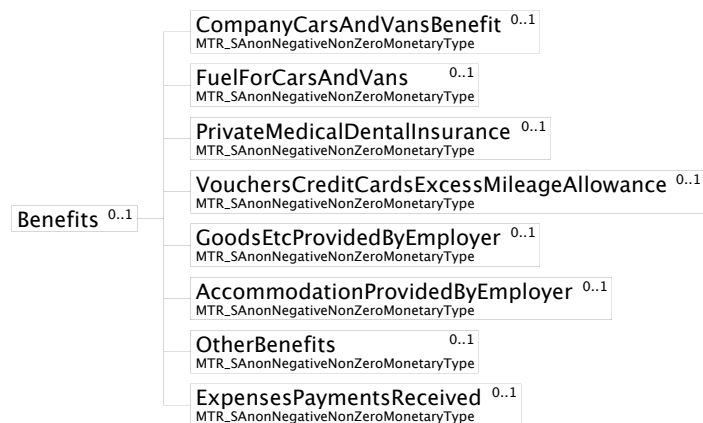 CompanyCarsAndVansBenefit 0..1
MTR_SAnonNegativeNonZeroMonetaryType
FuelForCarsAndVans 0..1
MTR_SAnonNegativeNonZeroMonetaryType
PrivateMedicalDentalInsurance 0..1
MTR_SAnonNegativeNonZeroMonetaryType
VouchersCreditCardsExcessMileageAllowance 0..1
MTR_SAnonNegativeNonZeroMonetaryType
Benefits 0..1
GoodsEtcProvidedByEmployer 0..1
MTR_SAnonNegativeNonZeroMonetaryType
AccommodationProvidedByEmployer 0..1
MTR_SAnonNegativeNonZeroMonetaryType
OtherBenefits 0..1
MTR_SAnonNegativeNonZeroMonetaryType
ExpensesPaymentsReceived 0..1
MTR_SAnonNegativeNonZeroMonetaryType